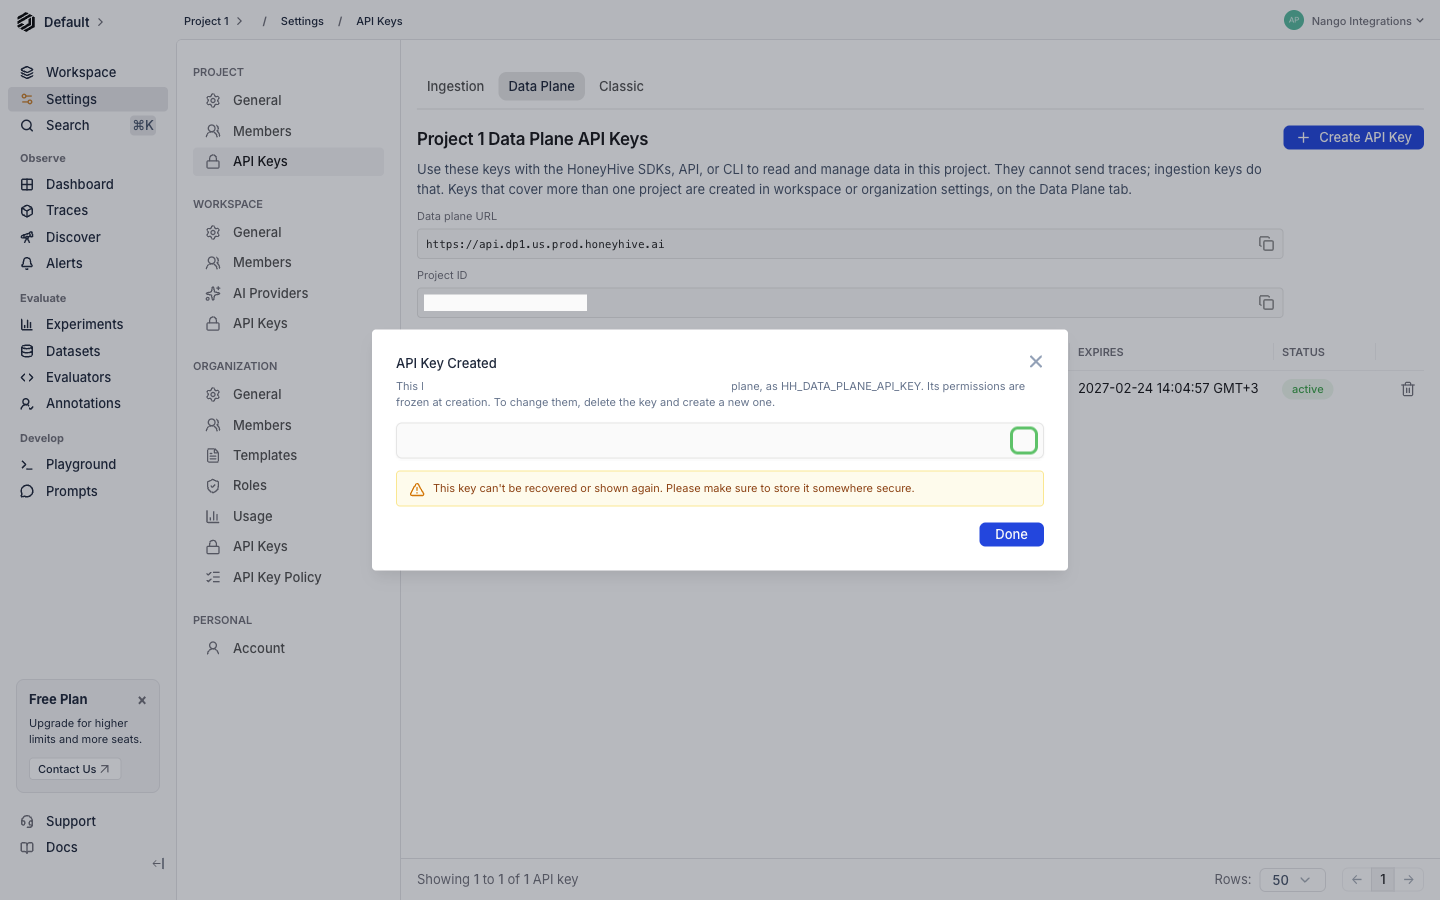 Default
Project 1 / Settings / API Keys
AP Nango Integrations
Workspace
Settings
Search ⌘K
Observe
Dashboard
Traces
Discover
Alerts
Evaluate
Experiments
Datasets
Evaluators
Annotations
Develop
Playground
Prompts
Free Plan
Upgrade for higher
limits and more seats.
Contact Us
Support
Docs
PROJECT
General
Members
API Keys
WORKSPACE
General
Members
AI Providers
API Keys
ORGANIZATION
General
Members
Templates
Roles
Usage
API Keys
API Key Policy
PERSONAL
Account
Ingestion Data Plane Classic
Project 1 Data Plane API Keys
Create API Key
Use these keys with the HoneyHive SDKs, API, or CLI to read and manage data in this project. They cannot send traces; ingestion keys do
that. Keys that cover more than one project are created in workspace or organization settings, on the Data Plane tab.
Data plane URL
https://api.dp1.us.prod.honeyhive.ai
Project ID
EXPIRES STATUS
2027-02-24 14:04:57 GMT+3 active
API Key Created
This plane, as HH_DATA_PLANE_API_KEY. Its permissions are
frozen at creation. To change them, delete the key and create a new one.
This key can't be recovered or shown again. Please make sure to store it somewhere secure.
Done
Showing 1 to 1 of 1 API key
Rows: 50 1